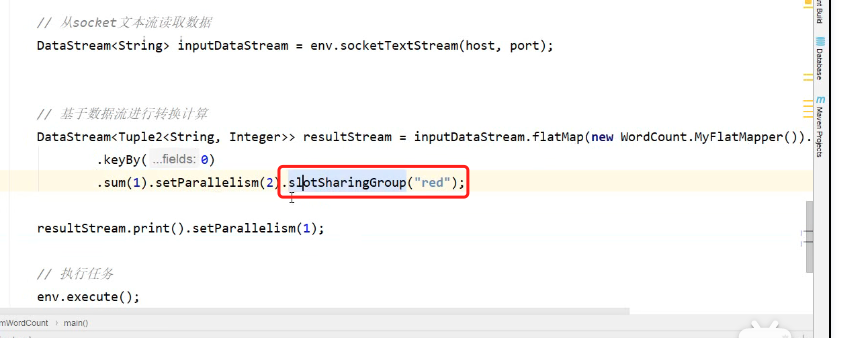 // 从socket文本流读取数据
DataStream<String> inputDataStream = env.socketTextStream(host, port);
// 基于数据流进行转换计算
DataStream<Tuple2<String, Integer>> resultStream = inputDataStream.flatMap(new WordCount.MyFlatMapper()).
.keyBy( ...fields: 0)
.sum(1).setParallelism(2).slotSharingGroup("red");
resultStream.print().setParallelism(1);
// 执行任务
env.execute();
mWordCount › main()
Build
Database
Maven Projects